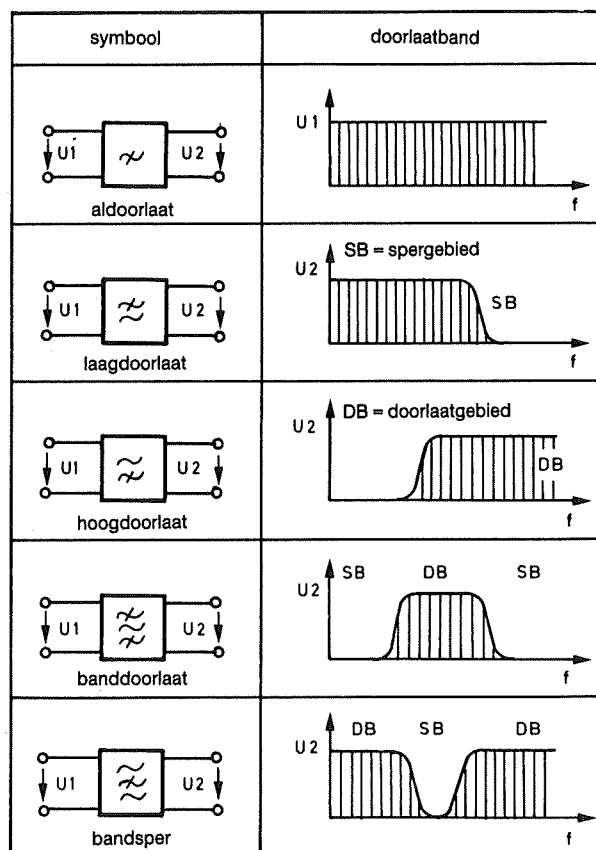 symbool
doorlaatband
U1 U2
aldoorlaat
U1
f
U1 U2
laagdoorlaat
SB = spergebied
U2
SB
f
U1 U2
hoogdoorlaat
DB = doorlaatgebied
U2
DB
f
U1 U2
banddoorlaat
SB DB SB
U2
f
U1 U2
bandsper
DB SB DB
U2
f